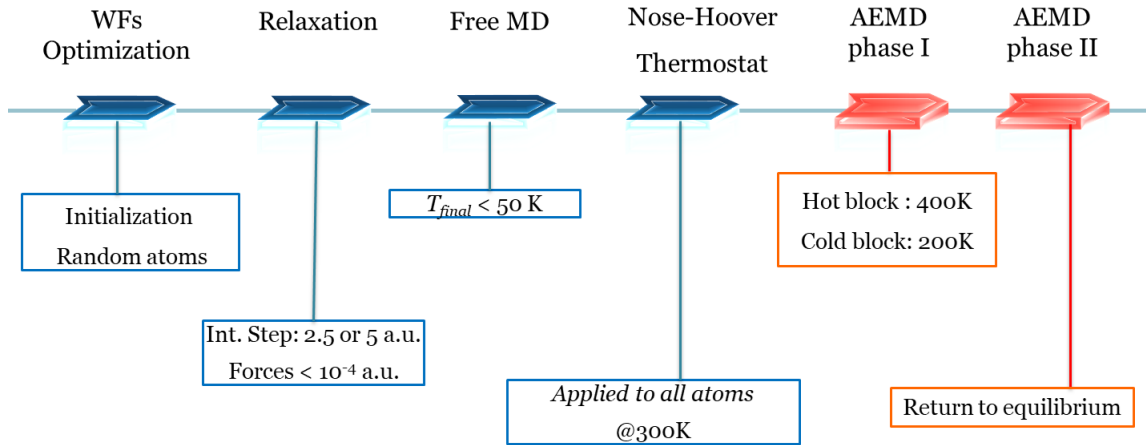 WFs
Optimization
Relaxation
Free MD
Nose-Hoover
Thermostat
AEMD
phase I
AEMD
phase II
Initialization
Random atoms
Int. Step: 2.5 or 5 a.u.
Forces < 10⁻⁴ a.u.
T_final < 50 K
Applied to all atoms
@300K
Hot block : 400K
Cold block: 200K
Return to equilibrium